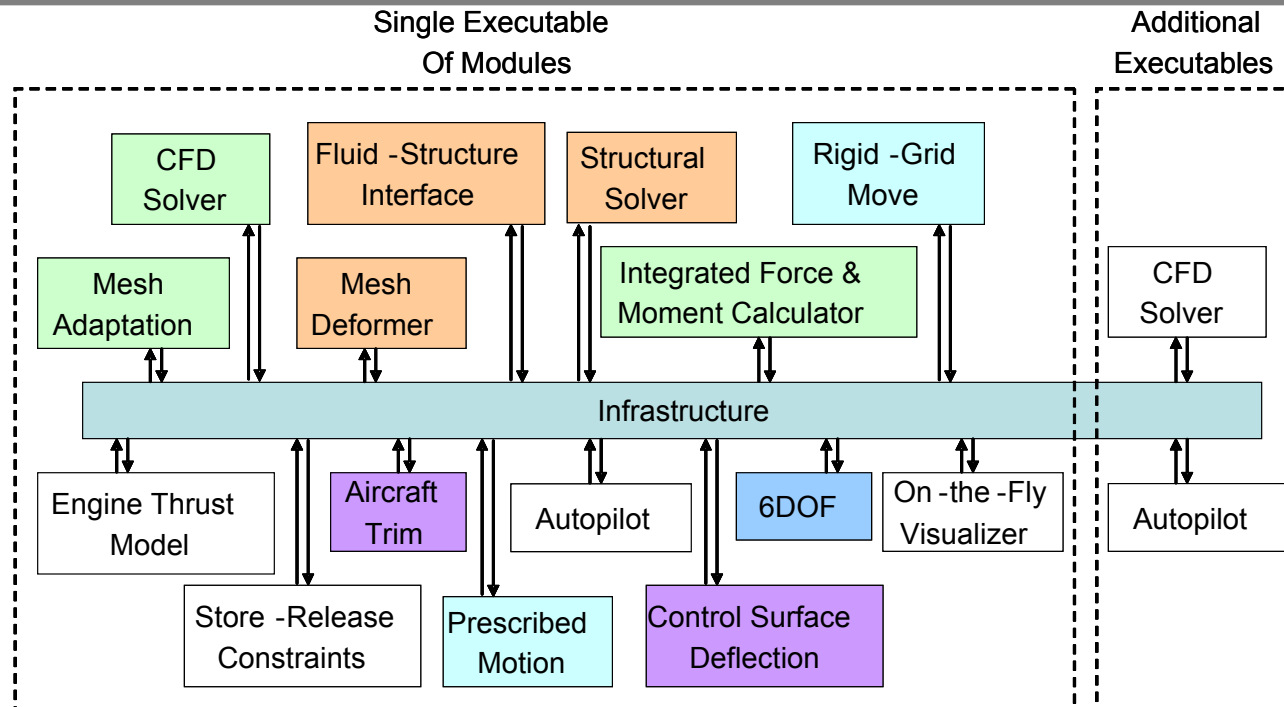 Single Executable
Of Modules
Additional
Executables
CFD
Solver
Fluid -Structure
Interface
Structural
Solver
Rigid -Grid
Move
Mesh
Adaptation
Mesh
Deformer
Integrated Force &
Moment Calculator
CFD
Solver
Infrastructure
Engine Thrust
Model
Aircraft
Trim
Autopilot
6DOF
On -the -Fly
Visualizer
Autopilot
Store -Release
Constraints
Prescribed
Motion
Control Surface
Deflection